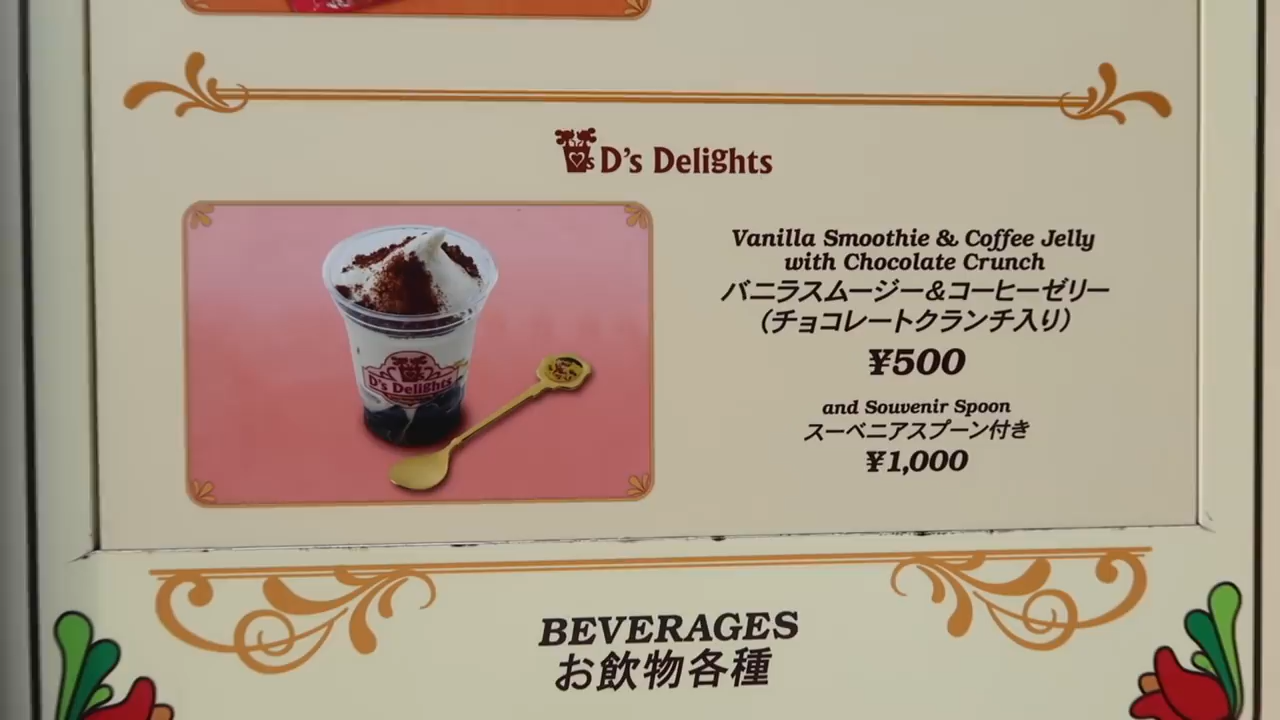 D's Delights
D's Delights
Vanilla Smoothie & Coffee Jelly
with Chocolate Crunch
バニラスムージー＆コーヒーゼリー
（チョコレートクランチ入り）
¥500
and Souvenir Spoon
スーベニアスプーン付き
¥1,000
BEVERAGES
お飲物各種